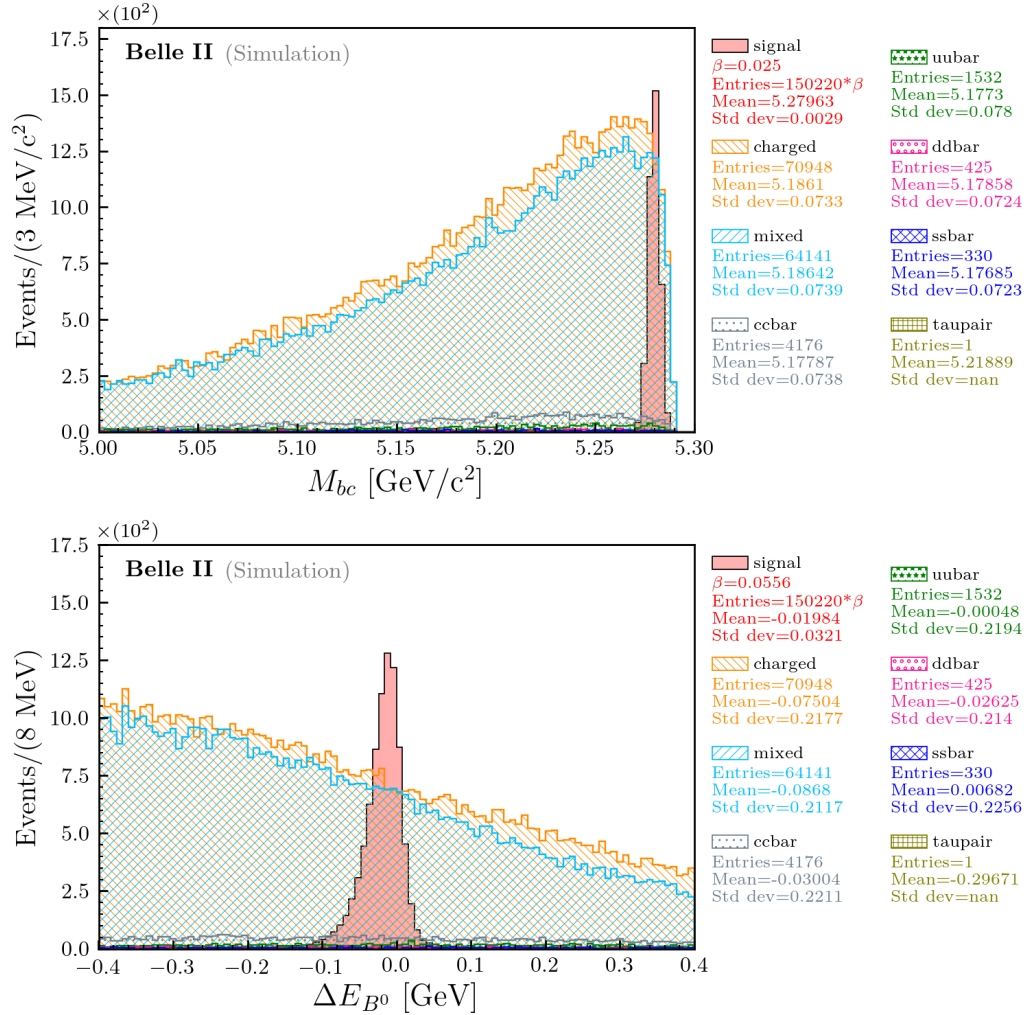 ×(10²)
Belle II (Simulation)
17.5
15.0
12.5
10.0
7.5
5.0
2.5
0.0
Events/(3 MeV/c²)
5.00
5.05
5.10
5.15
5.20
5.25
5.30
M_bc [GeV/c²]
signal
β=0.025
Entries=150220*β
Mean=5.27963
Std dev=0.0029
charged
Entries=70948
Mean=5.1861
Std dev=0.0733
mixed
Entries=64141
Mean=5.18642
Std dev=0.0739
ccbar
Entries=4176
Mean=5.17787
Std dev=0.0738
uubar
Entries=1532
Mean=5.1773
Std dev=0.078
ddbar
Entries=425
Mean=5.17858
Std dev=0.0724
ssbar
Entries=330
Mean=5.17685
Std dev=0.0723
taupair
Entries=1
Mean=5.21889
Std dev=nan
×(10²)
Belle II (Simulation)
17.5
15.0
12.5
10.0
7.5
5.0
2.5
0.0
Events/(8 MeV)
−0.4
−0.3
−0.2
−0.1
0.0
0.1
0.2
0.3
0.4
ΔE_B⁰ [GeV]
signal
β=0.0556
Entries=150220*β
Mean=-0.01984
Std dev=0.0321
charged
Entries=70948
Mean=-0.07504
Std dev=0.2177
mixed
Entries=64141
Mean=-0.0868
Std dev=0.2117
ccbar
Entries=4176
Mean=-0.03004
Std dev=0.2211
uubar
Entries=1532
Mean=-0.00048
Std dev=0.2194
ddbar
Entries=425
Mean=-0.02625
Std dev=0.214
ssbar
Entries=330
Mean=0.00682
Std dev=0.2256
taupair
Entries=1
Mean=-0.29671
Std dev=nan